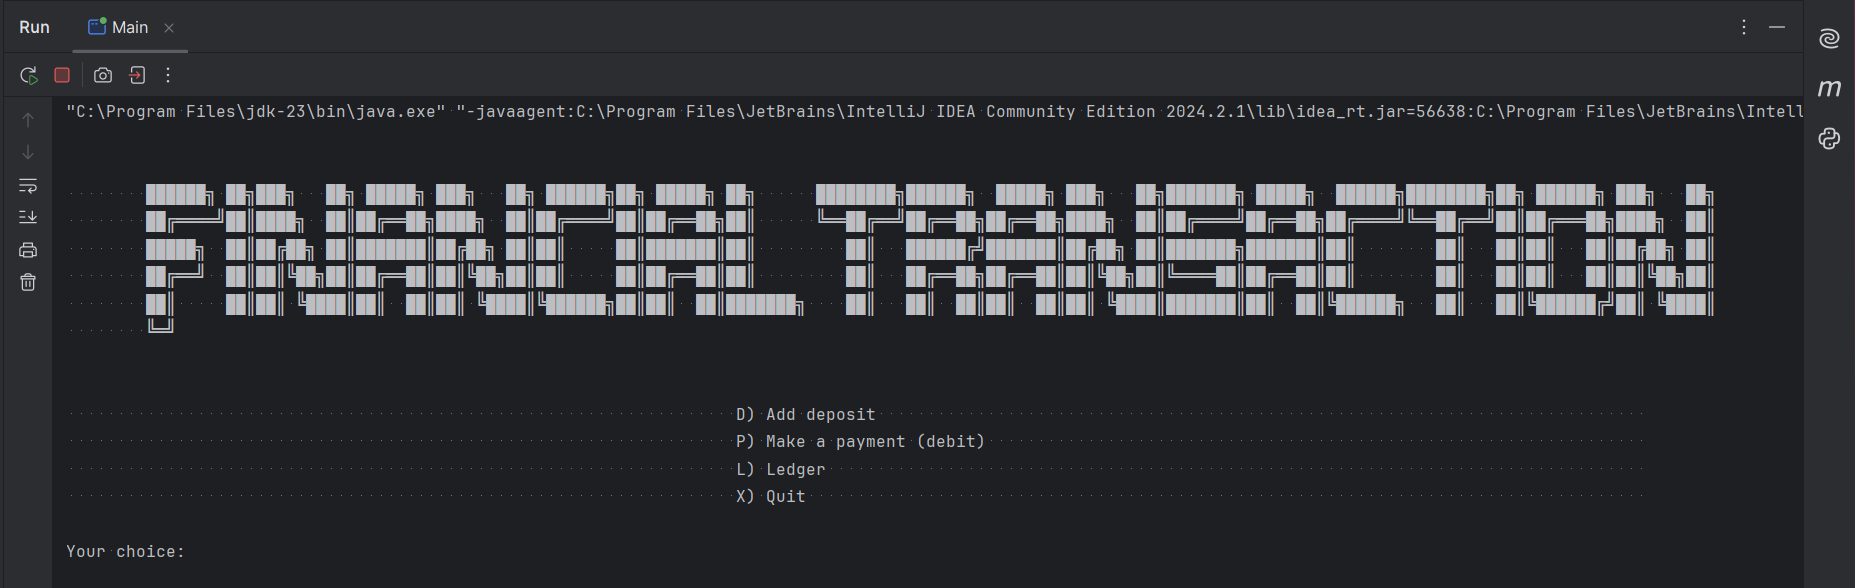 Run Main
"C:\Program Files\jdk-23\bin\java.exe" "-javaagent:C:\Program Files\JetBrains\IntelliJ IDEA Community Edition 2024.2.1\lib\idea_rt.jar=56638:C:\Program Files\JetBrains\Intell
FINANCIAL TRANSACTION
D) Add deposit
P) Make a payment (debit)
L) Ledger
X) Quit
Your choice:
m